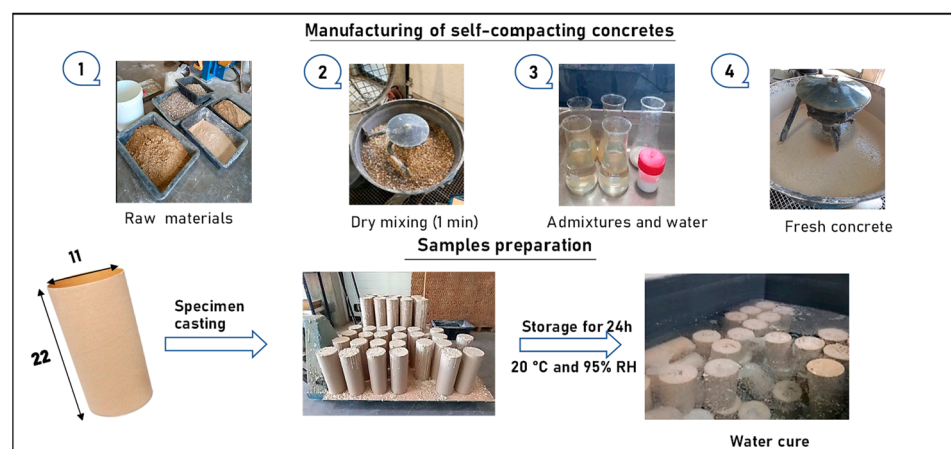 Manufacturing of self-compacting concretes
1
2
3
4
Raw materials
Dry mixing (1 min)
Admixtures and water
Fresh concrete
Samples preparation
11
22
Specimen
casting
Storage for 24h
20 °C and 95% RH
Water cure